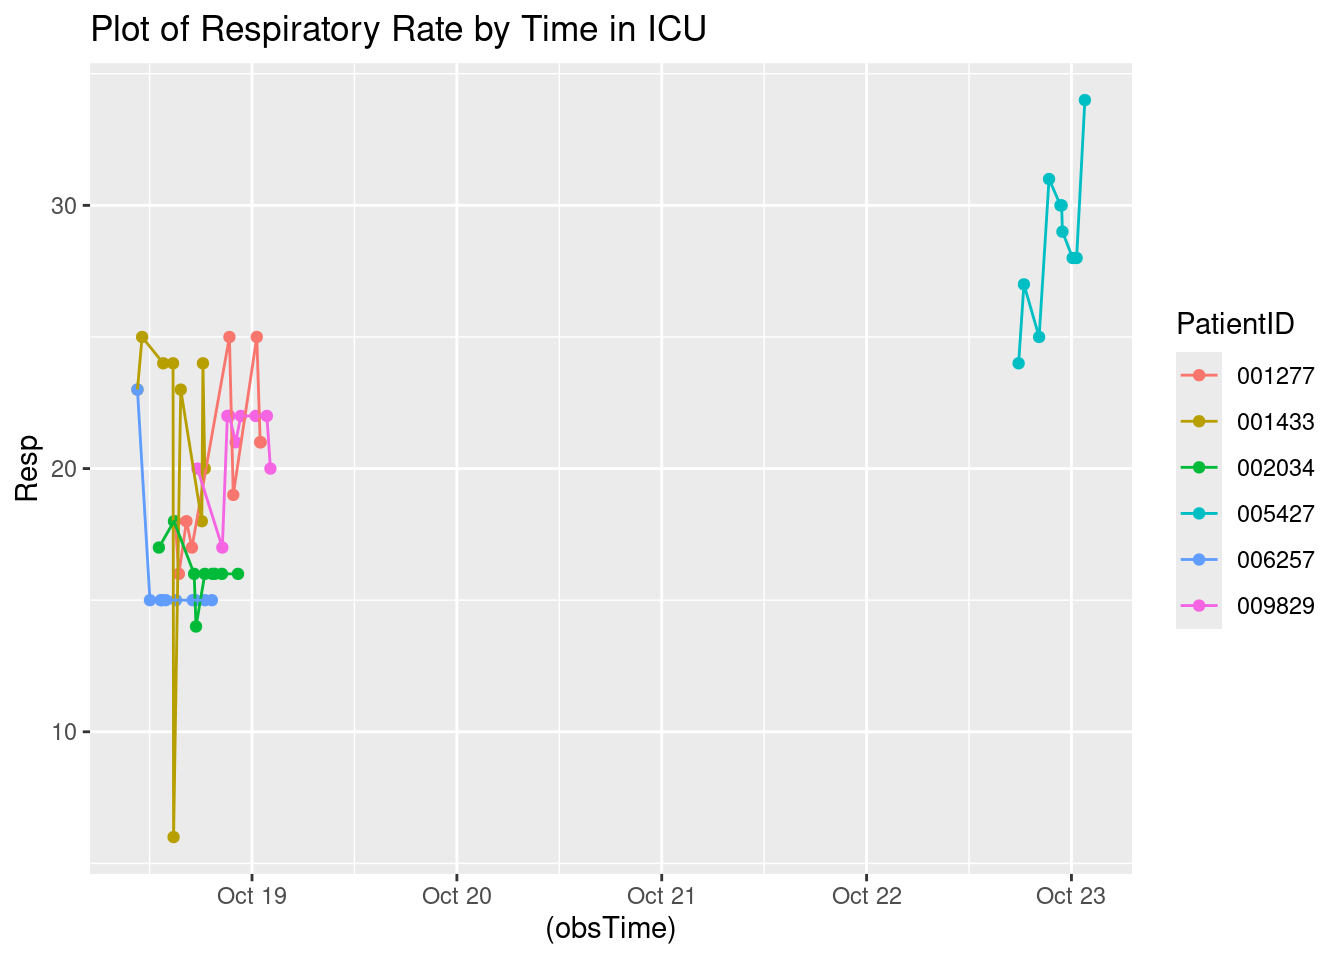 Plot of Respiratory Rate by Time in ICU
Resp
30
20
10
Oct 19
Oct 20
Oct 21
Oct 22
Oct 23
(obsTime)
PatientID
001277
001433
002034
005427
006257
009829